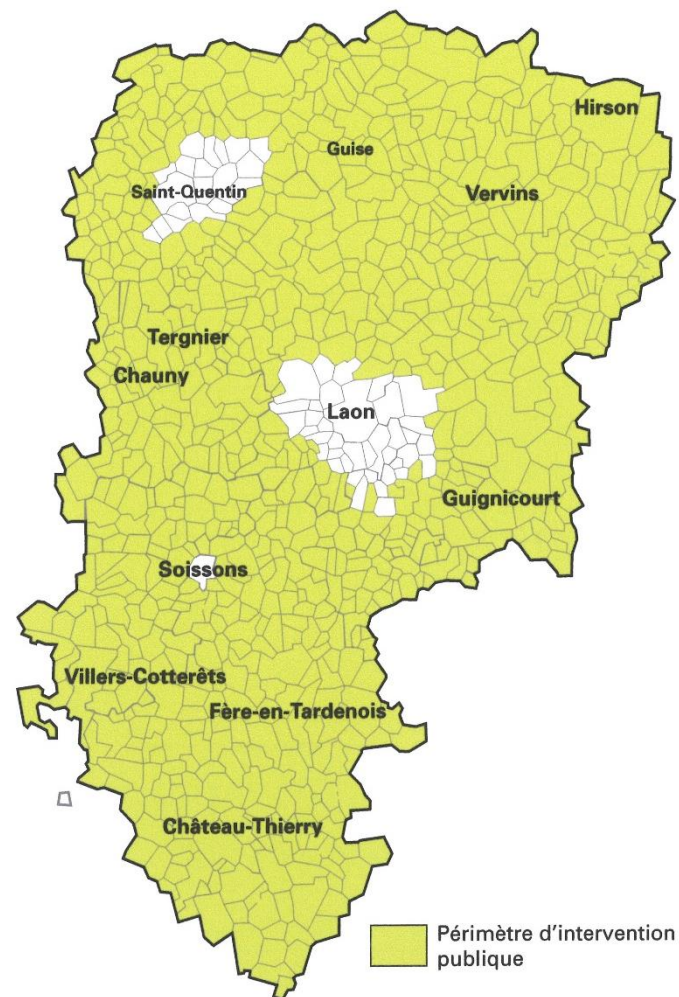 Hirson
Guise
Saint-Quentin
Vervins
Tergnier
Chauny
Laon
Guignicourt
Soissons
Villers-Cotterêts
Fère-en-Tardenois
Château-Thierry
Périmètre d'intervention
publique